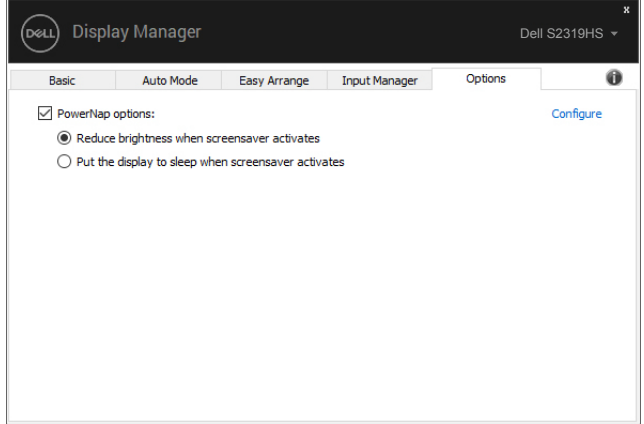 x
DELL Display Manager Dell S2319HS
Basic Auto Mode Easy Arrange Input Manager Options
PowerNap options: Configure
Reduce brightness when screensaver activates
Put the display to sleep when screensaver activates